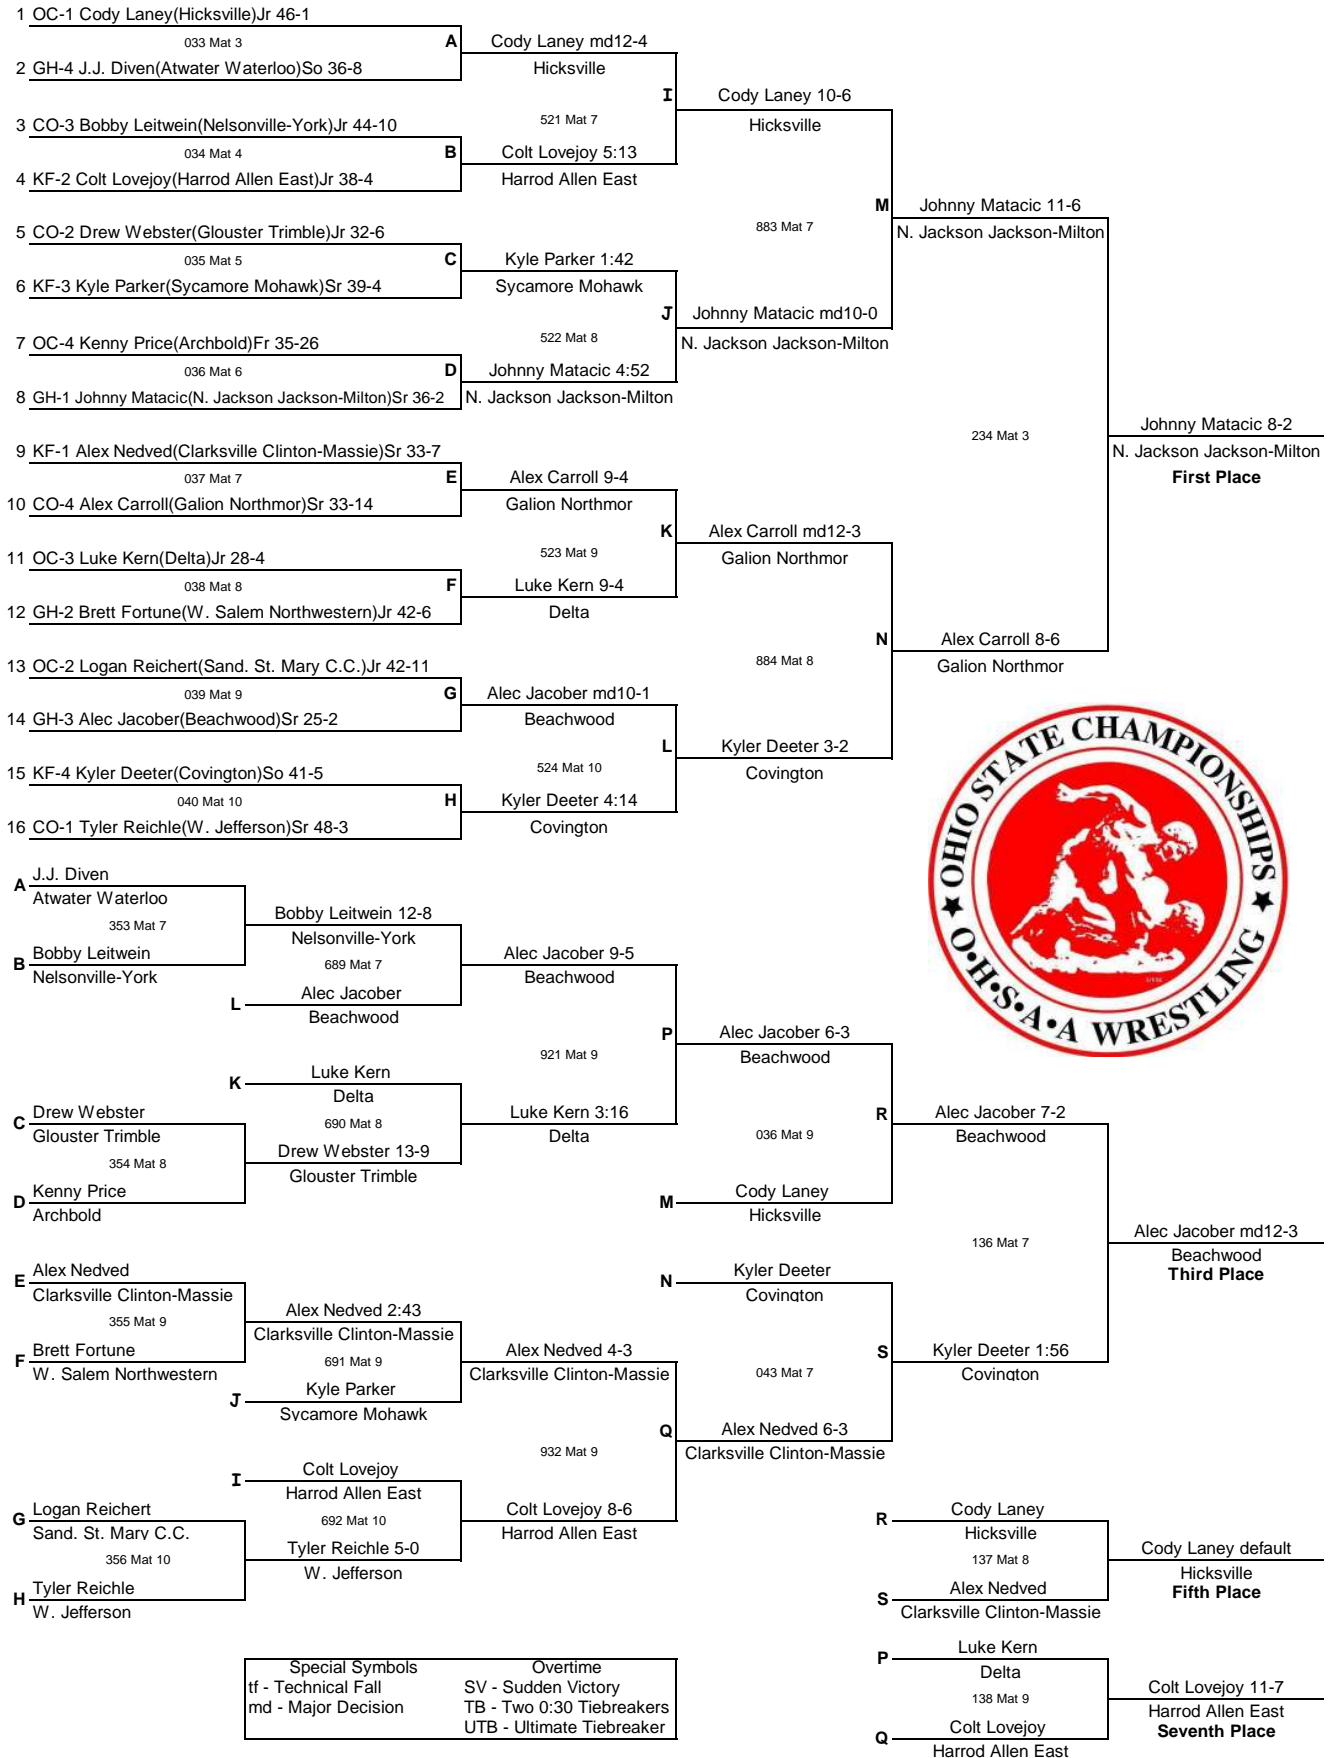 1 OC-1 Cody Laney(Hicksville)Jr 46-1
033 Mat 3
A
2 GH-4 J.J. Diven(Atwater Waterloo)So 36-8
Cody Laney md12-4
Hicksville
3 CO-3 Bobby Leitwein(Nelsonville-York)Jr 44-10
034 Mat 4
B
4 KF-2 Colt Lovejoy(Harrod Allen East)Jr 38-4
521 Mat 7
I
Colt Lovejoy 5:13
Harrod Allen East
Cody Laney 10-6
Hicksville
5 CO-2 Drew Webster(Glouster Trimble)Jr 32-6
035 Mat 5
C
6 KF-3 Kyle Parker(Sycamore Mohawk)Sr 39-4
Kyle Parker 1:42
Sycamore Mohawk
7 OC-4 Kenny Price(Archbold)Fr 35-26
036 Mat 6
D
8 GH-1 Johnny Matacic(N. Jackson Jackson-Milton)Sr 36-2
522 Mat 8
J
Johnny Matacic 4:52
N. Jackson Jackson-Milton
Johnny Matacic md10-0
N. Jackson Jackson-Milton
883 Mat 7
M
Johnny Matacic 11-6
N. Jackson Jackson-Milton
9 KF-1 Alex Nedved(Clarksville Clinton-Massie)Sr 33-7
037 Mat 7
E
10 CO-4 Alex Carroll(Galion Northmor)Sr 33-14
Alex Carroll 9-4
Galion Northmor
11 OC-3 Luke Kern(Delta)Jr 28-4
038 Mat 8
F
12 GH-2 Brett Fortune(W. Salem Northwestern)Jr 42-6
523 Mat 9
K
Luke Kern 9-4
Delta
Alex Carroll md12-3
Galion Northmor
13 OC-2 Logan Reichert(Sand. St. Mary C.C.)Jr 42-11
039 Mat 9
G
14 GH-3 Alec Jacober(Beachwood)Sr 25-2
Alec Jacober md10-1
Beachwood
15 KF-4 Kyler Deeter(Covington)So 41-5
040 Mat 10
H
16 CO-1 Tyler Reichle(W. Jefferson)Sr 48-3
524 Mat 10
L
Kyler Deeter 4:14
Covington
Kyler Deeter 3-2
Covington
884 Mat 8
N
Alex Carroll 8-6
Galion Northmor
234 Mat 3
Johnny Matacic 8-2
N. Jackson Jackson-Milton
First Place
★ OHIO STATE CHAMPIONSHIPS ★
O•H•S•A•A WRESTLING
A J.J. Diven
Atwater Waterloo
353 Mat 7
B Bobby Leitwein
Nelsonville-York
Bobby Leitwein 12-8
Nelsonville-York
689 Mat 7
L Alec Jacober
Beachwood
Alec Jacober 9-5
Beachwood
K Luke Kern
Delta
690 Mat 8
C Drew Webster
Glouster Trimble
354 Mat 8
D Kenny Price
Archbold
Drew Webster 13-9
Glouster Trimble
921 Mat 9
P
Luke Kern 3:16
Delta
Alec Jacober 6-3
Beachwood
036 Mat 9
R
M Cody Laney
Hicksville
Alec Jacober 7-2
Beachwood
E Alex Nedved
Clarksville Clinton-Massie
355 Mat 9
F Brett Fortune
W. Salem Northwestern
Alex Nedved 2:43
Clarksville Clinton-Massie
691 Mat 9
J Kyle Parker
Sycamore Mohawk
Alex Nedved 4-3
Clarksville Clinton-Massie
I Colt Lovejoy
Harrod Allen East
692 Mat 10
G Logan Reichert
Sand. St. Mary C.C.
356 Mat 10
H Tyler Reichle
W. Jefferson
Tyler Reichle 5-0
W. Jefferson
932 Mat 9
Q
Colt Lovejoy 8-6
Harrod Allen East
N Kyler Deeter
Covington
043 Mat 7
S
Alex Nedved 6-3
Clarksville Clinton-Massie
Kyler Deeter 1:56
Covington
136 Mat 7
Alec Jacober md12-3
Beachwood
Third Place
R Cody Laney
Hicksville
137 Mat 8
S Alex Nedved
Clarksville Clinton-Massie
Cody Laney default
Hicksville
Fifth Place
P Luke Kern
Delta
138 Mat 9
Q Colt Lovejoy
Harrod Allen East
Colt Lovejoy 11-7
Harrod Allen East
Seventh Place
Special Symbols Overtime
tf - Technical Fall SV - Sudden Victory
md - Major Decision TB - Two 0:30 Tiebreakers
UTB - Ultimate Tiebreaker